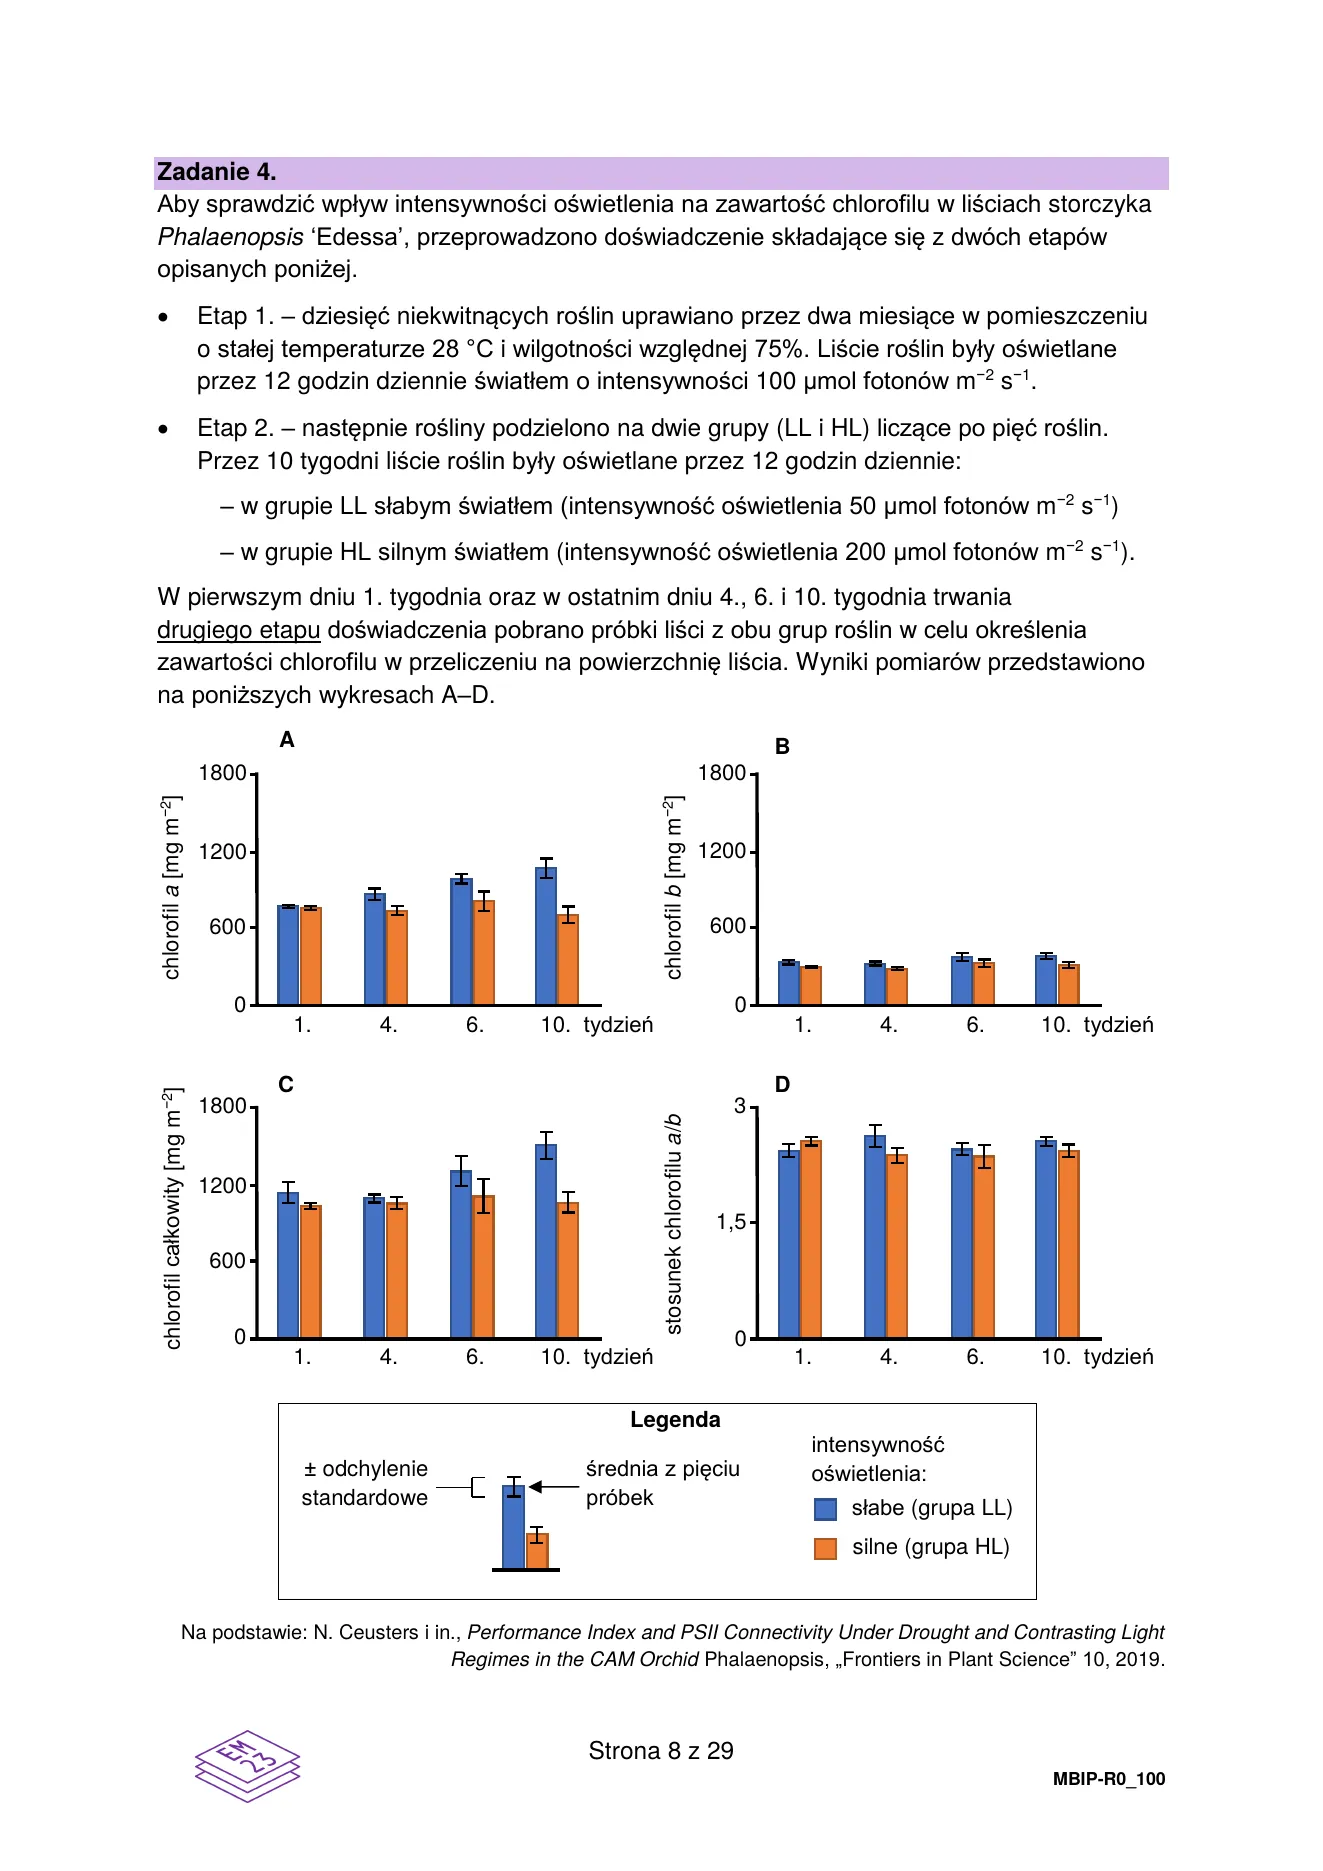 Zadanie 4.
Aby sprawdzić wpływ intensywności oświetlenia na zawartość chlorofilu w liściach storczyka
Phalaenopsis ‘Edessa’, przeprowadzono doświadczenie składające się z dwóch etapów
opisanych poniżej.
• Etap 1. – dziesięć niekwitnących roślin uprawiano przez dwa miesiące w pomieszczeniu
o stałej temperaturze 28 °C i wilgotności względnej 75%. Liście roślin były oświetlane
przez 12 godzin dziennie światłem o intensywności 100 μmol fotonów m⁻² s⁻¹.
• Etap 2. – następnie rośliny podzielono na dwie grupy (LL i HL) liczące po pięć roślin.
Przez 10 tygodni liście roślin były oświetlane przez 12 godzin dziennie:
– w grupie LL słabym światłem (intensywność oświetlenia 50 μmol fotonów m⁻² s⁻¹)
– w grupie HL silnym światłem (intensywność oświetlenia 200 μmol fotonów m⁻² s⁻¹).
W pierwszym dniu 1. tygodnia oraz w ostatnim dniu 4., 6. i 10. tygodnia trwania
drugiego etapu doświadczenia pobrano próbki liści z obu grup roślin w celu określenia
zawartości chlorofilu w przeliczeniu na powierzchnię liścia. Wyniki pomiarów przedstawiono
na poniższych wykresach A–D.
A
chlorofil a [mg m⁻²]
1800
1200
600
0
1. 4. 6. 10. tydzień
B
chlorofil b [mg m⁻²]
1800
1200
600
0
1. 4. 6. 10. tydzień
C
chlorofil całkowity [mg m⁻²]
1800
1200
600
0
1. 4. 6. 10. tydzień
D
stosunek chlorofilu a/b
3
1,5
0
1. 4. 6. 10. tydzień
Legenda
± odchylenie
standardowe
średnia z pięciu
próbek
intensywność
oświetlenia:
słabe (grupa LL)
silne (grupa HL)
Na podstawie: N. Ceusters i in., Performance Index and PSII Connectivity Under Drought and Contrasting Light
Regimes in the CAM Orchid Phalaenopsis, „Frontiers in Plant Science” 10, 2019.
EM
23
Strona 8 z 29
MBIP-R0_100